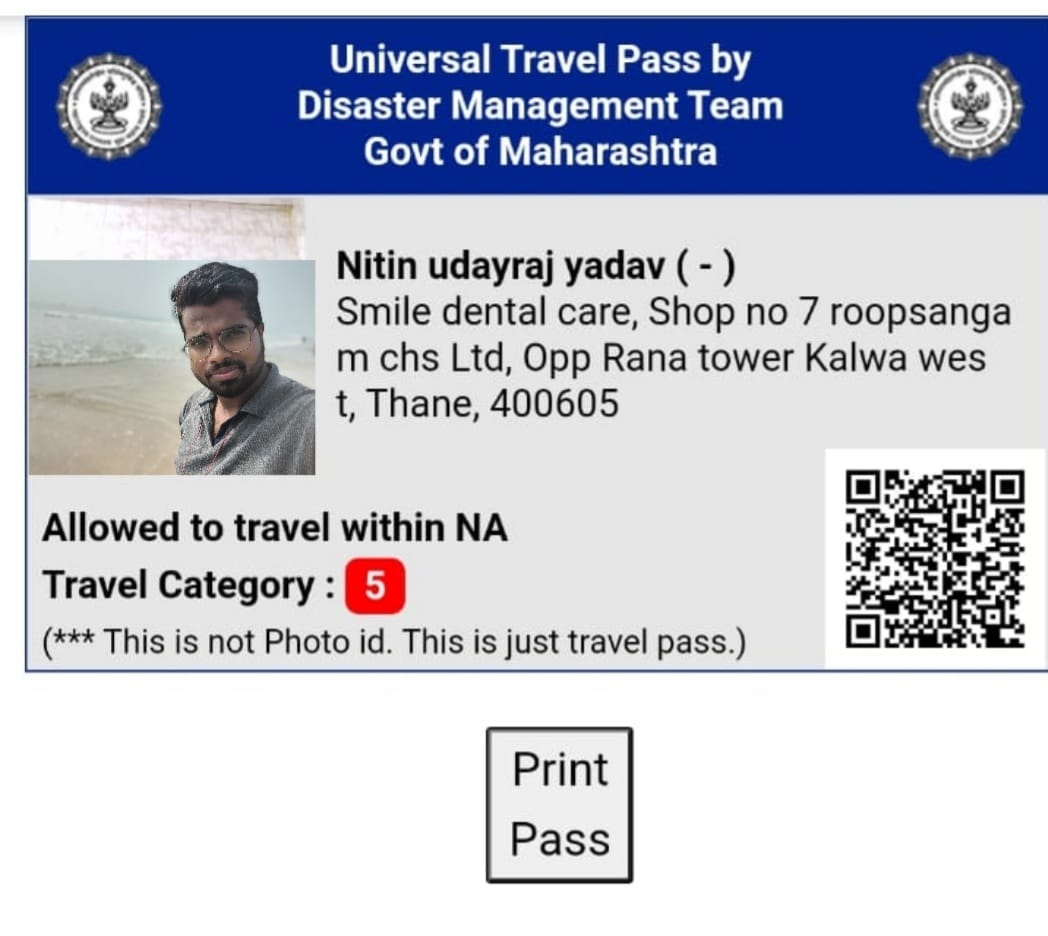 Universal Travel Pass by
Disaster Management Team
Govt of Maharashtra
Nitin udayraj yadav ( - )
Smile dental care, Shop no 7 roopsanga
m chs Ltd, Opp Rana tower Kalwa wes
t, Thane, 400605
Allowed to travel within NA
Travel Category : 5
(*** This is not Photo id. This is just travel pass.)
Print
Pass